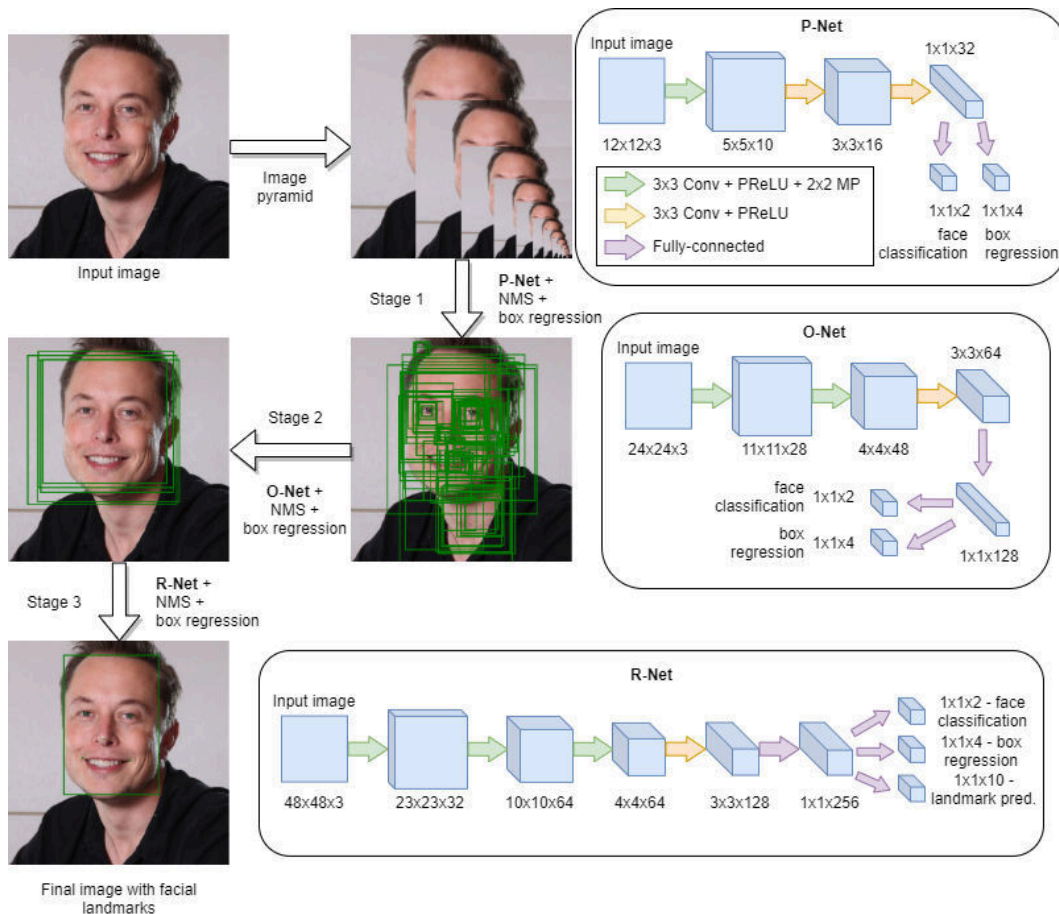 Input image
Image
pyramid
P-Net
Input image
1x1x32
12x12x3
5x5x10
3x3x16
3x3 Conv + PReLU + 2x2 MP
3x3 Conv + PReLU
Fully-connected
1x1x2
1x1x4
face
classification
box
regression
Stage 1
P-Net +
NMS +
box regression
O-Net
Input image
3x3x64
24x24x3
11x11x28
4x4x48
face
classification
1x1x2
box
regression
1x1x4
1x1x128
Stage 2
O-Net +
NMS +
box regression
Stage 3
R-Net +
NMS +
box regression
R-Net
Input image
48x48x3
23x23x32
10x10x64
4x4x64
3x3x128
1x1x256
1x1x2 - face
classification
1x1x4 - box
regression
1x1x10 -
landmark pred.
Final image with facial
landmarks